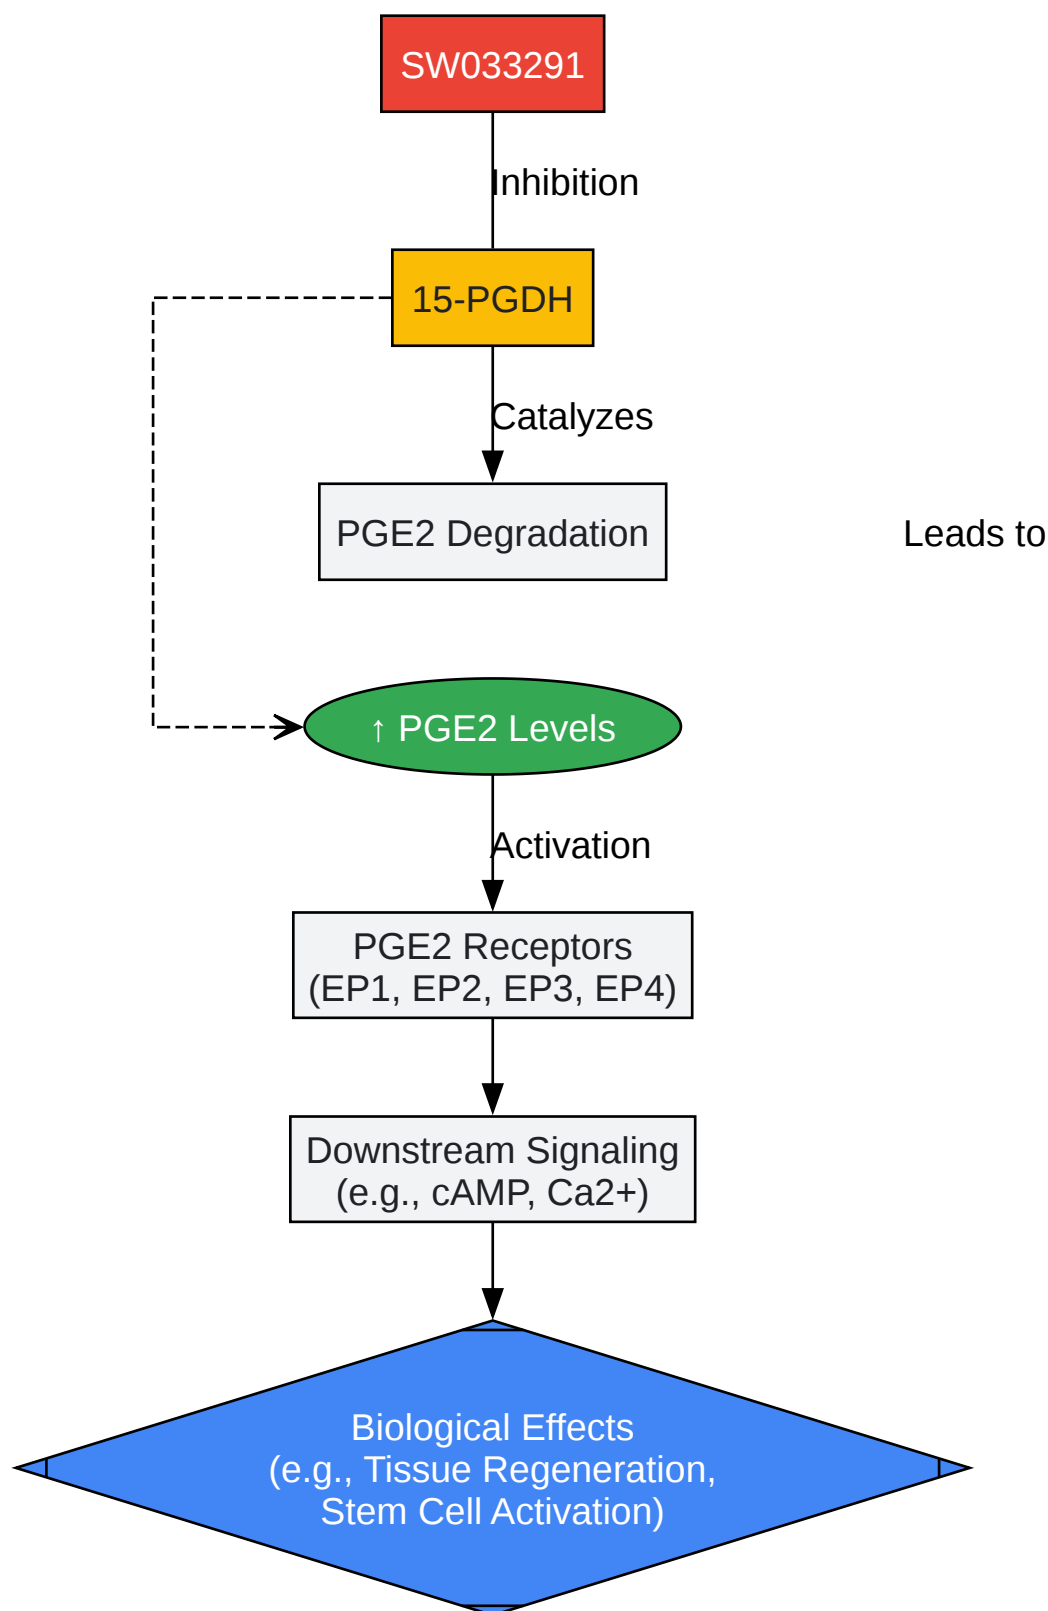 SW033291
Inhibition
15-PGDH
Catalyzes
PGE2 Degradation
Leads to
↑ PGE2 Levels
Activation
PGE2 Receptors
(EP1, EP2, EP3, EP4)
Downstream Signaling
(e.g., cAMP, Ca2+)
Biological Effects
(e.g., Tissue Regeneration,
Stem Cell Activation)